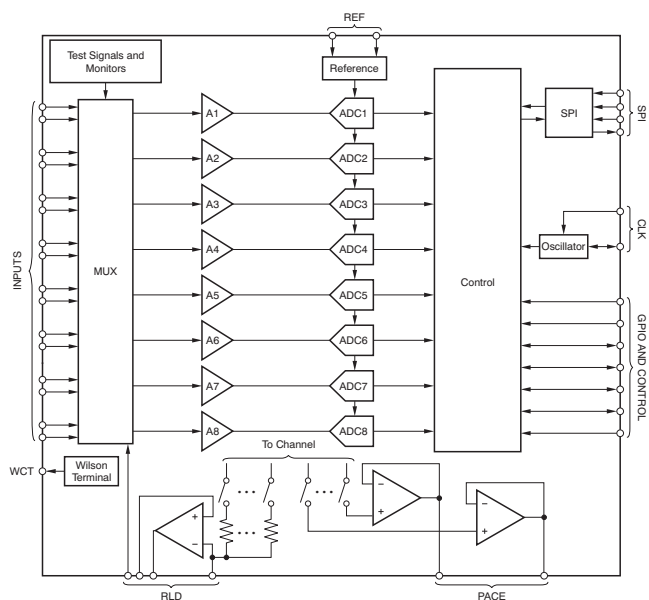 REF
Test Signals and
Monitors
Reference
A1
ADC1
SPI
SPI
A2
ADC2
A3
ADC3
CLK
Oscillator
A4
ADC4
INPUTS
MUX
Control
A5
ADC5
A6
ADC6
GPIO AND CONTROL
A7
ADC7
A8
ADC8
To Channel
WCT
Wilson
Terminal
...
...
−
+
+
−
...
−
+
RLD
PACE